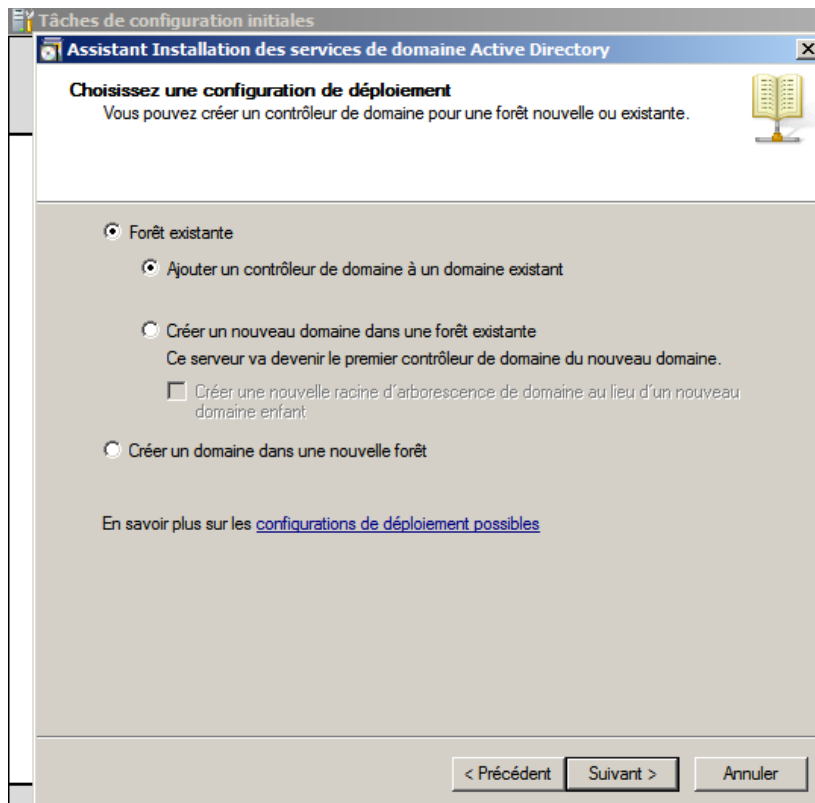 Tâches de configuration initiales
Assistant Installation des services de domaine Active Directory
Choisissez une configuration de déploiement
Vous pouvez créer un contrôleur de domaine pour une forêt nouvelle ou existante.
Forêt existante
Ajouter un contrôleur de domaine à un domaine existant
Créer un nouveau domaine dans une forêt existante
Ce serveur va devenir le premier contrôleur de domaine du nouveau domaine.
Créer une nouvelle racine d'arborescence de domaine au lieu d'un nouveau
domaine enfant
Créer un domaine dans une nouvelle forêt
En savoir plus sur les configurations de déploiement possibles
< Précédent Suivant > Annuler